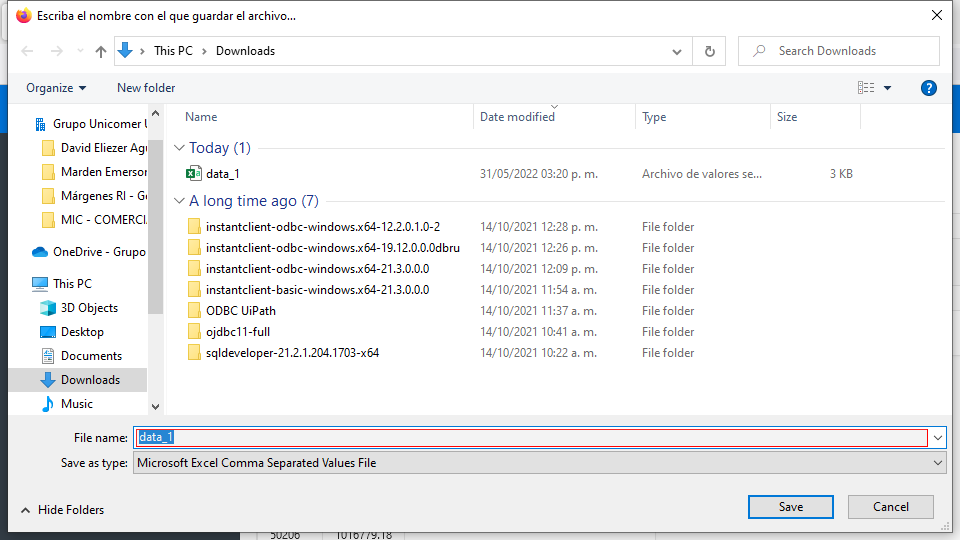 Escriba el nombre con el que guardar el archivo...
This PC > Downloads
Search Downloads
Organize
New folder
Name Date modified Type Size
Grupo Unicomer
David Eliezer
Marden Emerson
Márgenes RI -
MIC - COMERCI
OneDrive - Grupo
This PC
3D Objects
Desktop
Documents
Downloads
Music
Today (1)
data_1 31/05/2022 03:20 p. m. Archivo de valores se... 3 KB
A long time ago (7)
instantclient-odbc-windows.x64-12.2.0.1.0-2 14/10/2021 12:28 p. m. File folder
instantclient-odbc-windows.x64-19.12.0.0.0dbru 14/10/2021 12:26 p. m. File folder
instantclient-odbc-windows.x64-21.3.0.0.0 14/10/2021 12:09 p. m. File folder
instantclient-basic-windows.x64-21.3.0.0.0 14/10/2021 11:54 a. m. File folder
ODBC UiPath 14/10/2021 11:37 a. m. File folder
ojdbc11-full 14/10/2021 10:41 a. m. File folder
sqldeveloper-21.2.1.204.1703-x64 14/10/2021 10:22 a. m. File folder
File name: data_1
Save as type: Microsoft Excel Comma Separated Values File
Hide Folders
Save
Cancel
50206 1016779.18